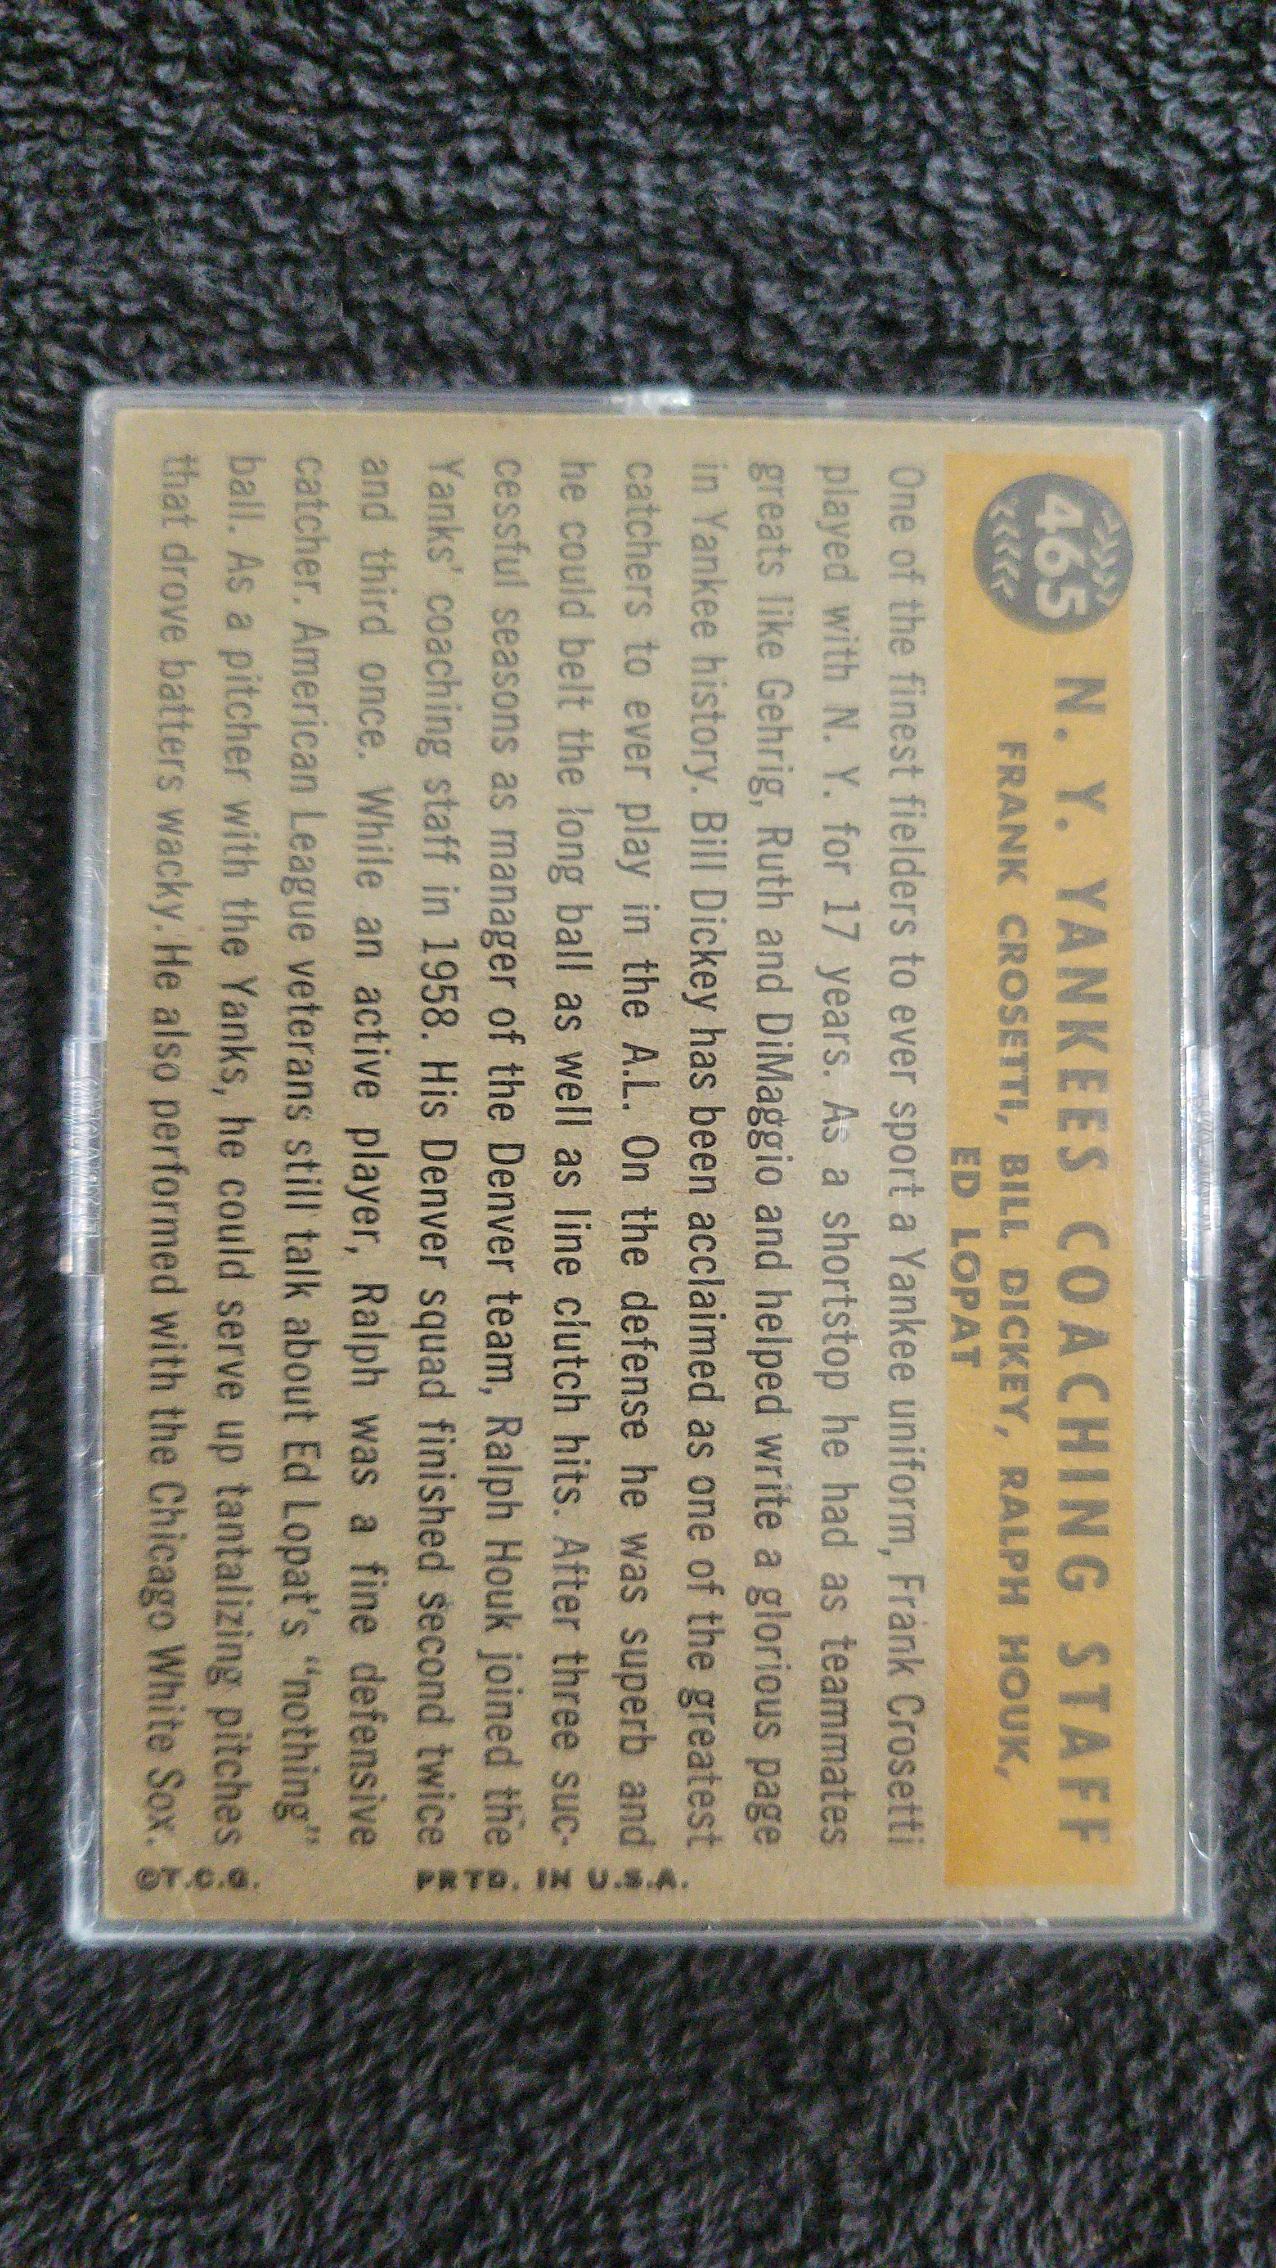 465
N. Y. YANKEES COACHING STAFF
FRANK CROSETTI, BILL DICKEY, RALPH HOUK,
ED LOPAT
One of the finest fielders to ever sport a Yankee uniform, Frank Crosetti
played with N. Y. for 17 years. As a shortstop he had as teammates
greats like Gehrig, Ruth and DiMaggio and helped write a glorious page
in Yankee history. Bill Dickey has been acclaimed as one of the greatest
catchers to ever play in the A.L. On the defense he was superb and
he could belt the long ball as well as line clutch hits. After three suc-
cessful seasons as manager of the Denver team, Ralph Houk joined the
Yanks' coaching staff in 1958. His Denver squad finished second twice
and third once. While an active player, Ralph was a fine defensive
catcher. American League veterans still talk about Ed Lopat's "nothing"
ball. As a pitcher with the Yanks, he could serve up tantalizing pitches
that drove batters wacky. He also performed with the Chicago White Sox.
©T.C.G. PRTD. IN U.S.A.